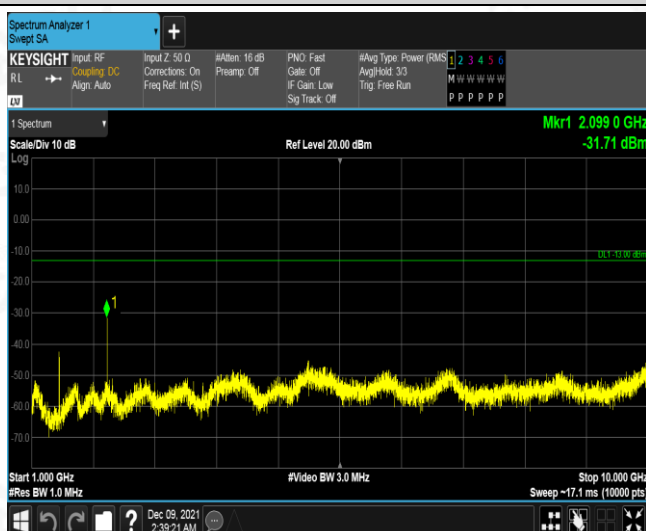 Spectrum Analyzer 1
Swept SA
+
KEYSIGHT
RL
LXI
Input: RF
Coupling: DC
Align: Auto
Input Z: 50 Ω
Corrections: On
Freq Ref: Int (S)
#Atten: 16 dB
Preamp: Off
PNO: Fast
Gate: Off
IF Gain: Low
Sig Track: Off
#Avg Type: Power (RMS
Avg|Hold: 3/3
Trig: Free Run
1 2 3 4 5 6
M W W W W W
P P P P P P
1 Spectrum
Scale/Div 10 dB
Ref Level 20.00 dBm
Mkr1 2.099 0 GHz
-31.71 dBm
Log
10.0
0.00
-10.0
DL1 -13.00 dBm
-20.0
1
-30.0
-40.0
-50.0
-60.0
-70.0
Start 1.000 GHz
#Res BW 1.0 MHz
#Video BW 3.0 MHz
Stop 10.000 GHz
Sweep ~17.1 ms (10000 pts)
?
Dec 09, 2021
2:39:21 AM